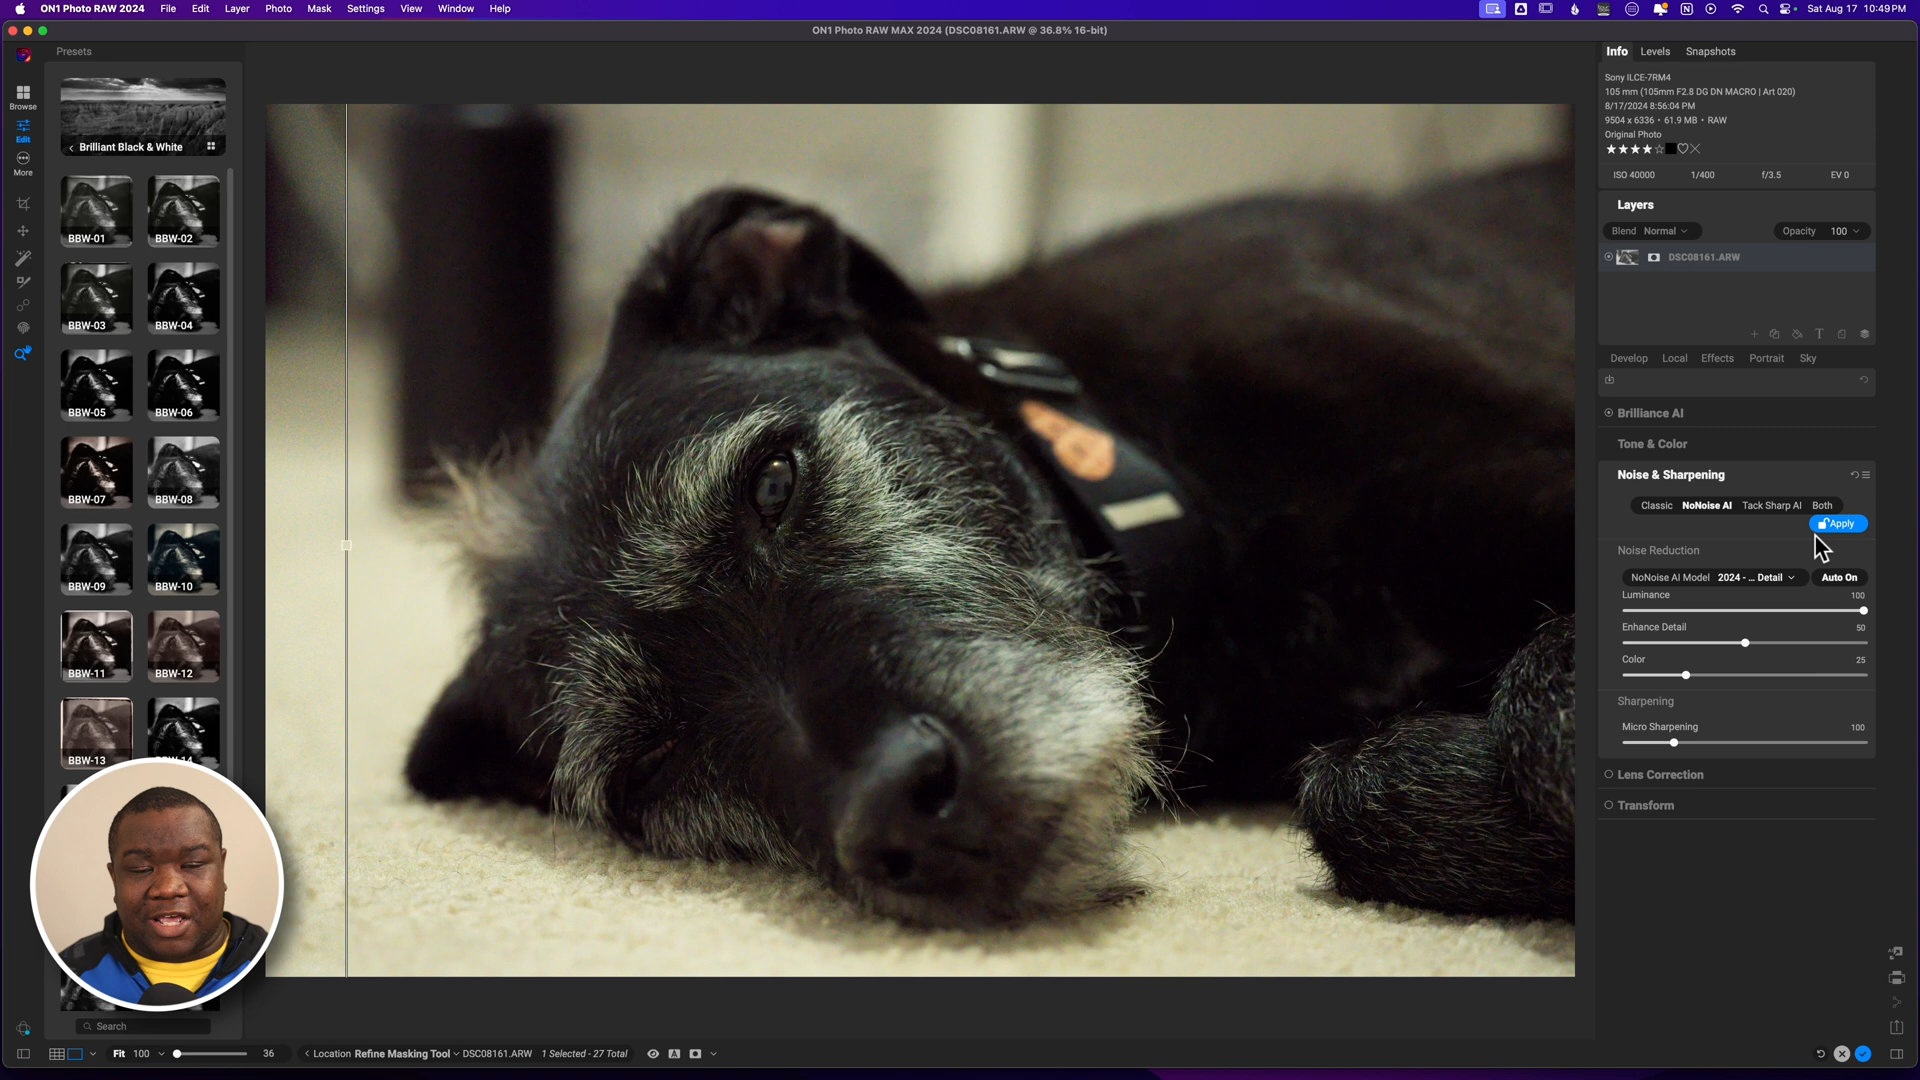 ON1 Photo RAW 2024 File Edit Layer Photo Mask Settings View Window Help
Sat Aug 17 10:49 PM
ON1 Photo RAW MAX 2024 (DSC08161.ARW @ 36.8% 16-bit)
Presets
Browse
Edit
More
Brilliant Black & White
BBW-01 BBW-02
BBW-03 BBW-04
BBW-05 BBW-06
BBW-07 BBW-08
BBW-09 BBW-10
BBW-11 BBW-12
BBW-13 BBW-14
Search
Fit 100 36
Location Refine Masking Tool DSC08161.ARW 1 Selected - 27 Total
Info Levels Snapshots
Sony ILCE-7RM4
105 mm (105mm F2.8 DG DN MACRO | Art 020)
8/17/2024 8:56:04 PM
9504 x 6336 • 61.9 MB • RAW
Original Photo
ISO 40000 1/400 f/3.5 EV 0
Layers
Blend Normal Opacity 100
DSC08161.ARW
Develop Local Effects Portrait Sky
Brilliance AI
Tone & Color
Noise & Sharpening
Classic NoNoise AI Tack Sharp AI Both
Apply
Noise Reduction
NoNoise AI Model 2024 - ... Detail Auto On
Luminance 100
Enhance Detail 50
Color 25
Sharpening
Micro Sharpening 100
Lens Correction
Transform